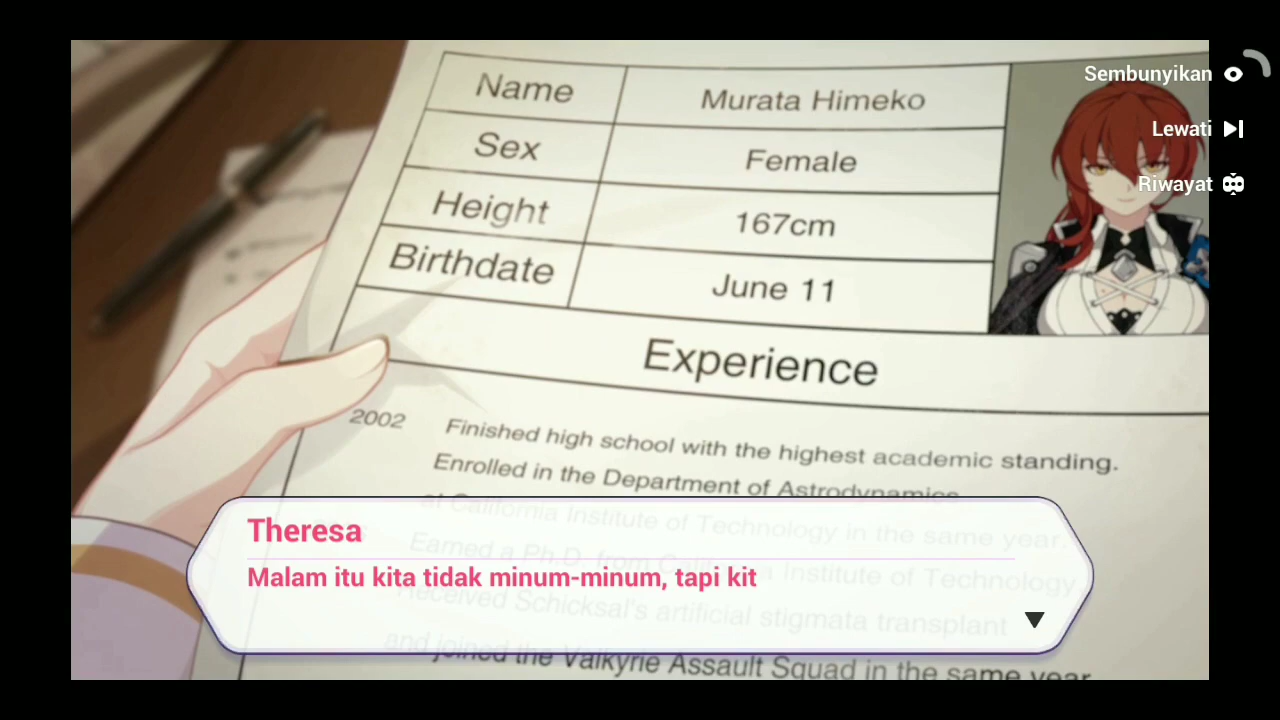 Name Murata Himeko
Sex Female
Height 167cm
Birthdate June 11
Experience
2002 Finished high school with the highest academic standing.
Enrolled in the Department of Astrodynamics
at California Institute of Technology in the same year.
Earned a Ph.D. from California Institute of Technology
Received Schicksal's artificial stigmata transplant
and joined the Valkyrie Assault Squad in the same year
Sembunyikan
Lewati
Riwayat
Theresa
Malam itu kita tidak minum-minum, tapi kit